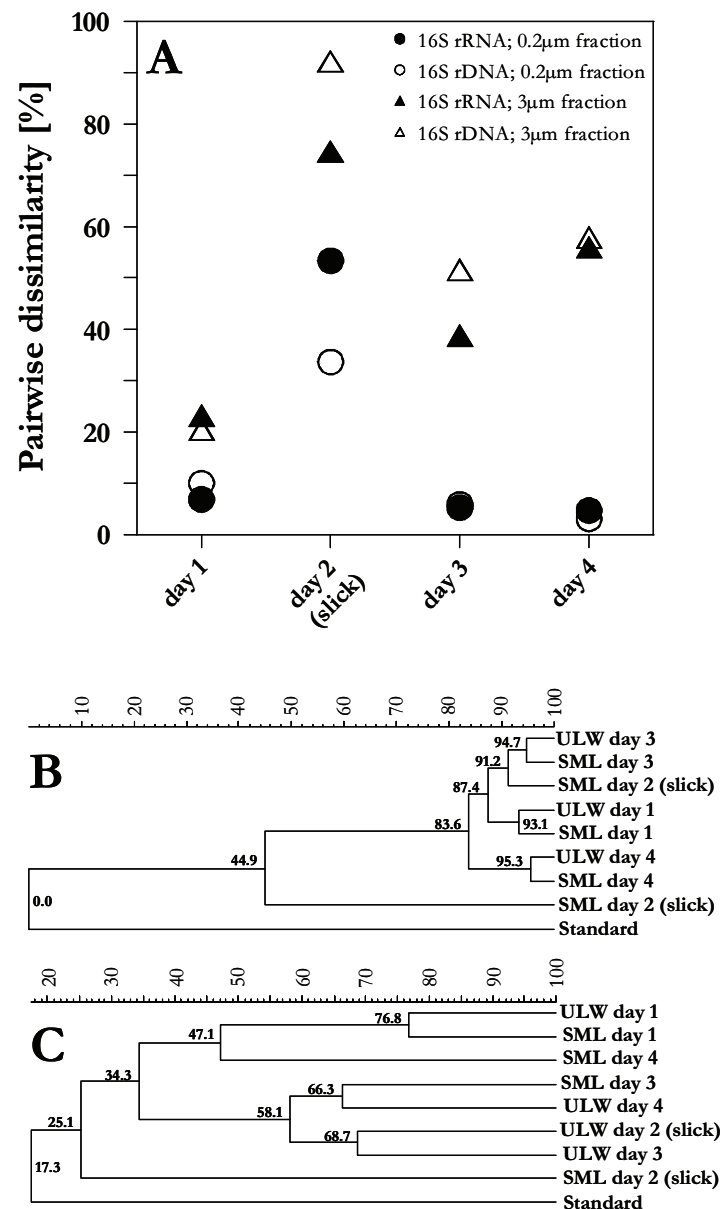 A
16S rRNA; 0.2µm fraction
16S rDNA; 0.2µm fraction
16S rRNA; 3µm fraction
16S rDNA; 3µm fraction
Pairwise dissimilarity [%]
100
80
60
40
20
0
day 1
day 2
(slick)
day 3
day 4
B
10 20 30 40 50 60 70 80 90 100
ULW day 3
94.7
SML day 3
91.2
SML day 2 (slick)
87.4
ULW day 1
83.6
93.1
SML day 1
ULW day 4
44.9
95.3
SML day 4
0.0
SML day 2 (slick)
Standard
C
20 30 40 50 60 70 80 90 100
ULW day 1
76.8
SML day 1
47.1
SML day 4
34.3
SML day 3
66.3
ULW day 4
58.1
ULW day 2 (slick)
25.1
68.7
ULW day 3
17.3
SML day 2 (slick)
Standard